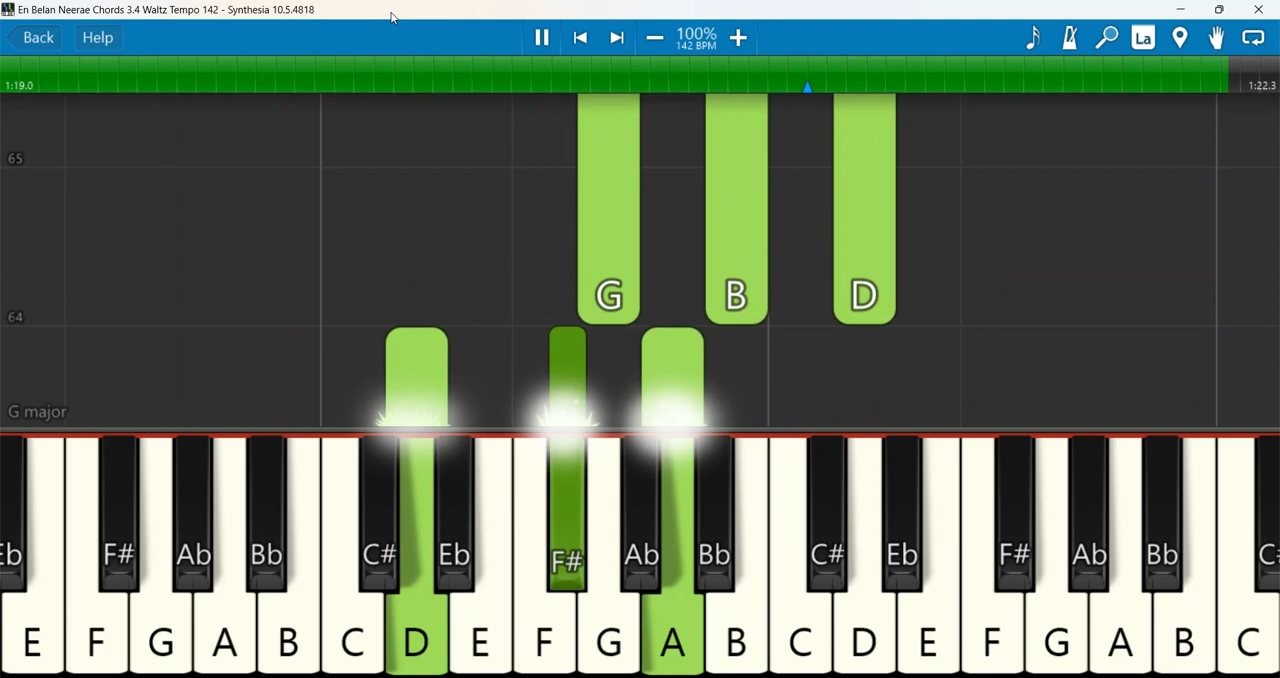 En Belan Neerae Chords 3.4 Waltz Tempo 142 - Synthesia 10.5.4818
Back Help 100% La
142 BPM
1:19.0 1:22.3
65
G B D
64
G major
Eb F# Ab Bb C# Eb F# Ab Bb C# Eb F# Ab Bb C#
E F G A B C D E F G A B C D E F G A B C